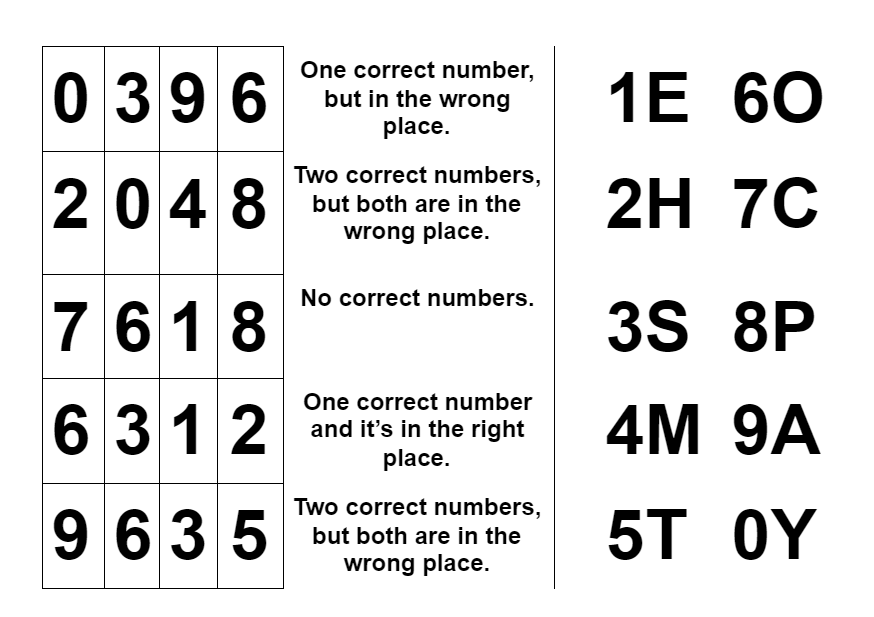 0 3 9 6
One correct number,
but in the wrong
place.
2 0 4 8
Two correct numbers,
but both are in the
wrong place.
7 6 1 8
No correct numbers.
6 3 1 2
One correct number
and it’s in the right
place.
9 6 3 5
Two correct numbers,
but both are in the
wrong place.
1E 6O
2H 7C
3S 8P
4M 9A
5T 0Y